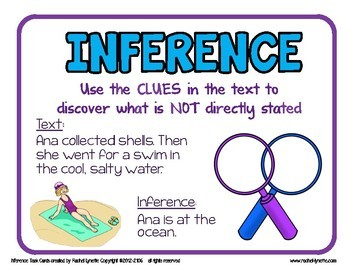 INFERENCE
Use the CLUES in the text to
discover what is NOT directly stated
Text:
Ana collected shells. Then
she went for a swim in
the cool, salty water.
Inference:
Ana is at the
ocean.
Inference Task Cards created by Rachel Lynette Copyright ©2012-2106 all rights reserved
www.rachel-lynette.com